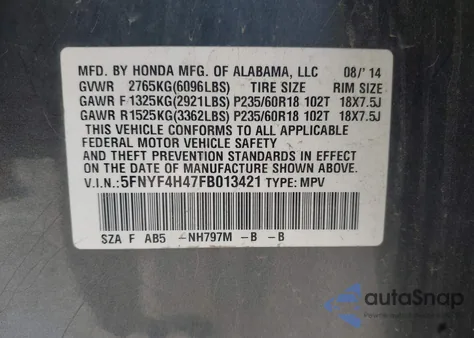 MFD. BY HONDA MFG. OF ALABAMA, LLC 08/'14
GVWR 2765KG(6096LBS) TIRE SIZE RIM SIZE
GAWR F1325KG(2921LBS) P235/60R18 102T 18X7.5J
GAWR R1525KG(3362LBS) P235/60R18 102T 18X7.5J
THIS VEHICLE CONFORMS TO ALL APPLICABLE
FEDERAL MOTOR VEHICLE SAFETY
AND THEFT PREVENTION STANDARDS IN EFFECT
ON THE DATE OF MANUFACTURE SHOWN ABOVE.
V.I.N.: 5FNYF4H47FB013421 TYPE: MPV
SZA F AB5 -NH797M -B -B
autoSnap